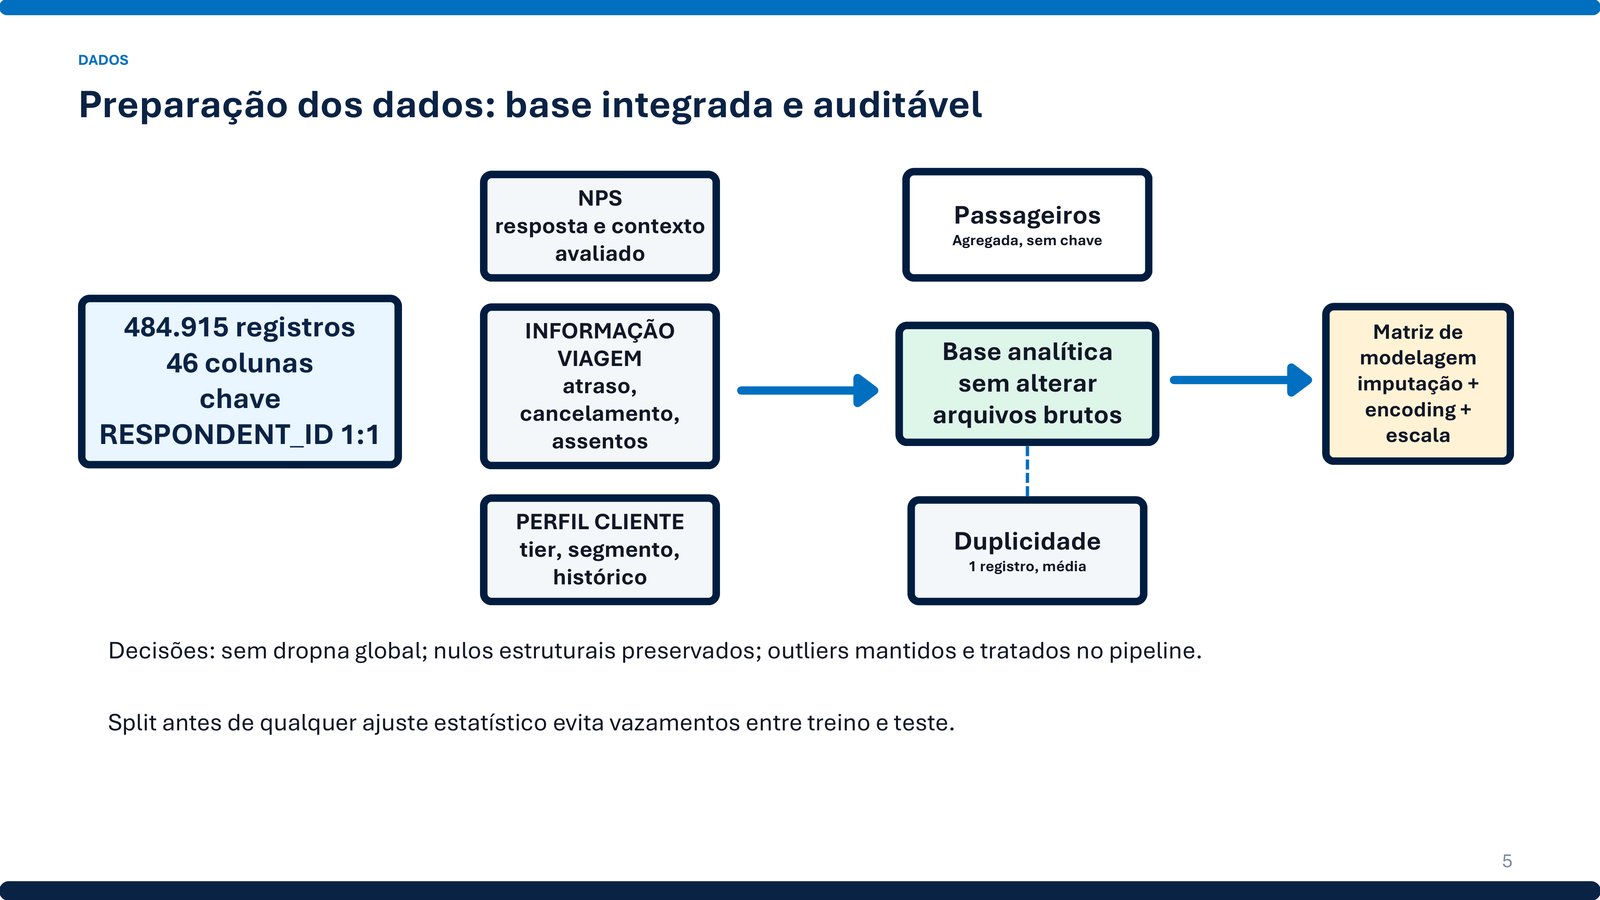 DADOS
Preparação dos dados: base integrada e auditável
484.915 registros
46 colunas
chave
RESPONDENT_ID 1:1
NPS
resposta e contexto
avaliado
INFORMAÇÃO
VIAGEM
atraso,
cancelamento,
assentos
PERFIL CLIENTE
tier, segmento,
histórico
Passageiros
Agregada, sem chave
Base analítica
sem alterar
arquivos brutos
Duplicidade
1 registro, média
Matriz de
modelagem
imputação +
encoding +
escala
Decisões: sem dropna global; nulos estruturais preservados; outliers mantidos e tratados no pipeline.
Split antes de qualquer ajuste estatístico evita vazamentos entre treino e teste.
5